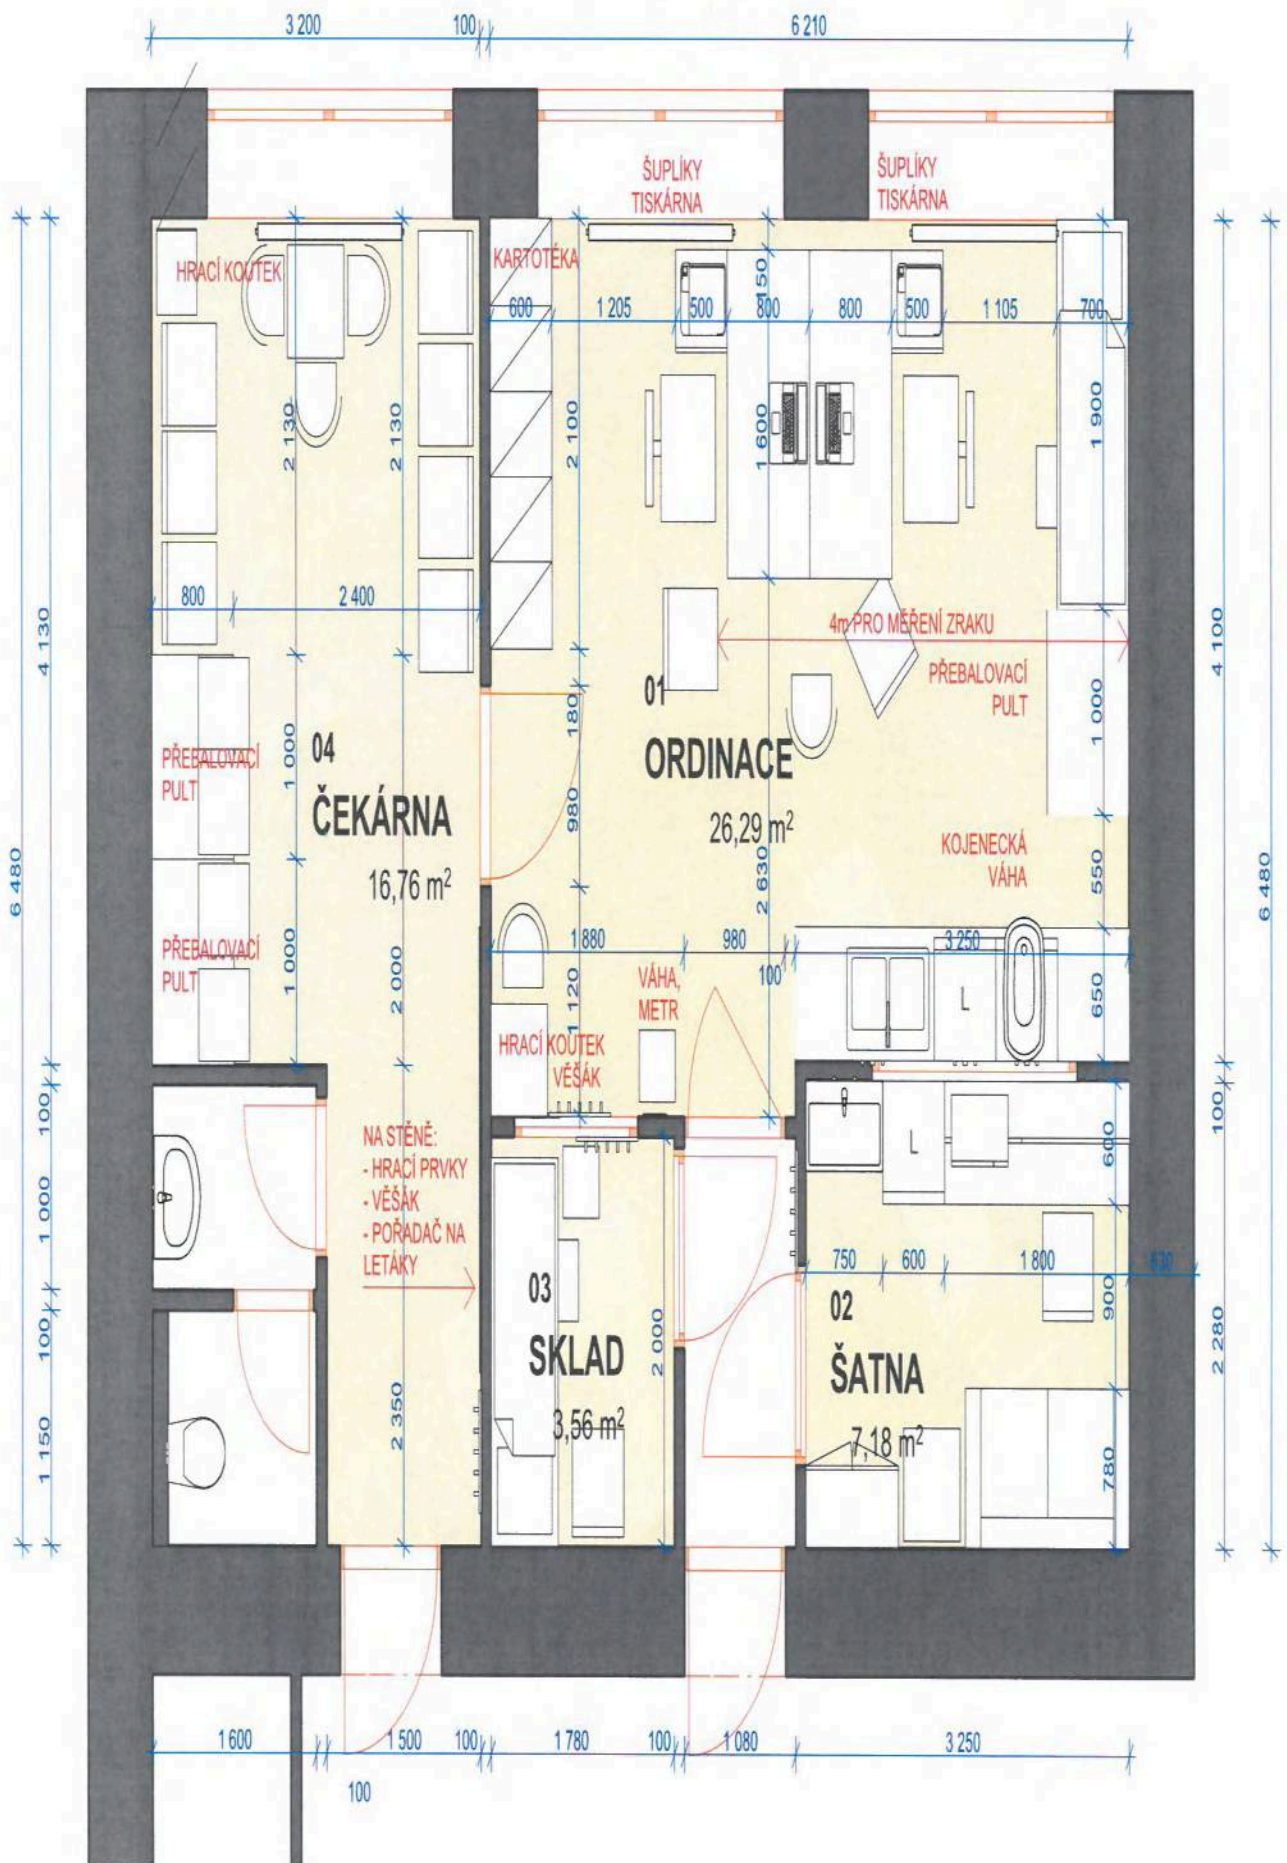 3 200
100
6 210
ŠUPLÍKY
TISKÁRNA
ŠUPLÍKY
TISKÁRNA
HRACÍ KOUTEK
KARTOTÉKA
150
600
1 205
500
800
800
500
1 105
700
2 130
2 130
2 100
1 600
1 900
800
2 400
4m PRO MĚŘENÍ ZRAKU
4 130
4 100
6 480
6 480
PŘEBALOVACÍ
PULT
180
1 000
01
ORDINACE
26,29 m²
04
ČEKÁRNA
16,76 m²
PŘEBALOVACÍ
PULT
1 000
980
2 630
KOJENECKÁ
VÁHA
550
PŘEBALOVACÍ
PULT
1 000
2 000
1 880
980
100
3 250
1 120
VÁHA,
METR
L
650
HRACÍ KOUTEK
VĚŠÁK
100
1 000
100
1 150
NA STĚNĚ:
- HRACÍ PRVKY
- VĚŠÁK
- POŘADAČ NA
LETÁKY
2 350
03
SKLAD
3,56 m²
2 000
L
600
750
600
1 800
630
02
ŠATNA
7,18 m²
900
780
100
2 280
1 600
1 500
100
1 780
100
1 080
3 250
100